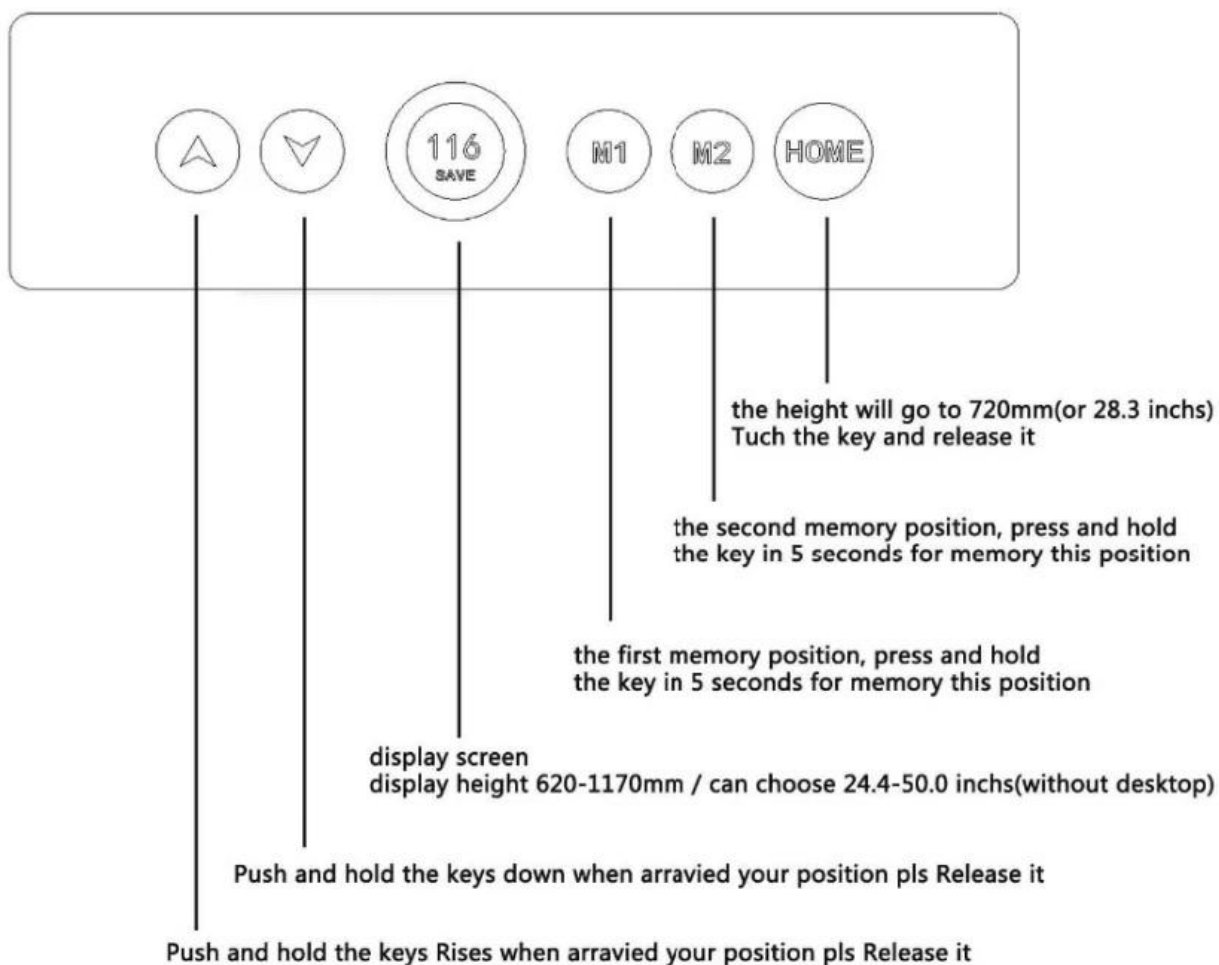 116
SAVE
M1
M2
HOME
the height will go to 720mm(or 28.3 inchs)
Tuch the key and release it
the second memory position, press and hold
the key in 5 seconds for memory this position
the first memory position, press and hold
the key in 5 seconds for memory this position
display screen
display height 620-1170mm / can choose 24.4-50.0 inchs(without desktop)
Push and hold the keys down when arravied your position pls Release it
Push and hold the keys Rises when arravied your position pls Release it